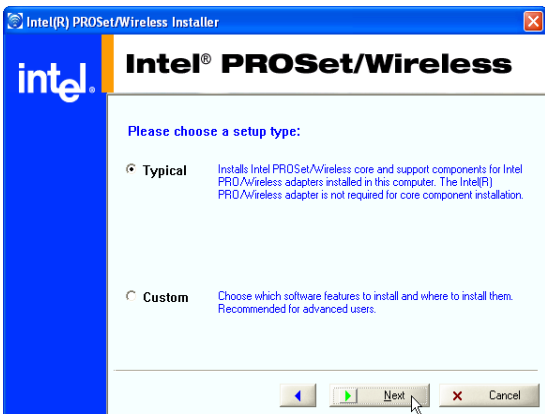 Intel(R) PROSet/Wireless Installer
intel.
Intel® PROSet/Wireless
Please choose a setup type:
Typical
Installs Intel PROSet/Wireless core and support components for Intel
PRO/Wireless adapters installed in this computer. The Intel(R)
PRO/Wireless adapter is not required for core component installation.
Custom
Choose which software features to install and where to install them.
Recommended for advanced users.
Next
Cancel